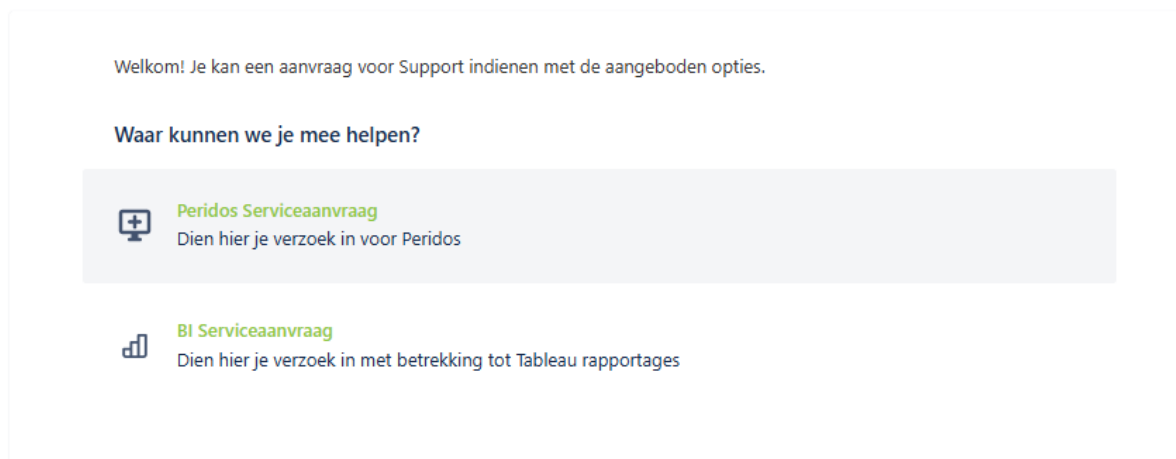 Welkom! Je kan een aanvraag voor Support indienen met de aangeboden opties.
Waar kunnen we je mee helpen?
Peridos Serviceaanvraag
Dien hier je verzoek in voor Peridos
BI Serviceaanvraag
Dien hier je verzoek in met betrekking tot Tableau rapportages